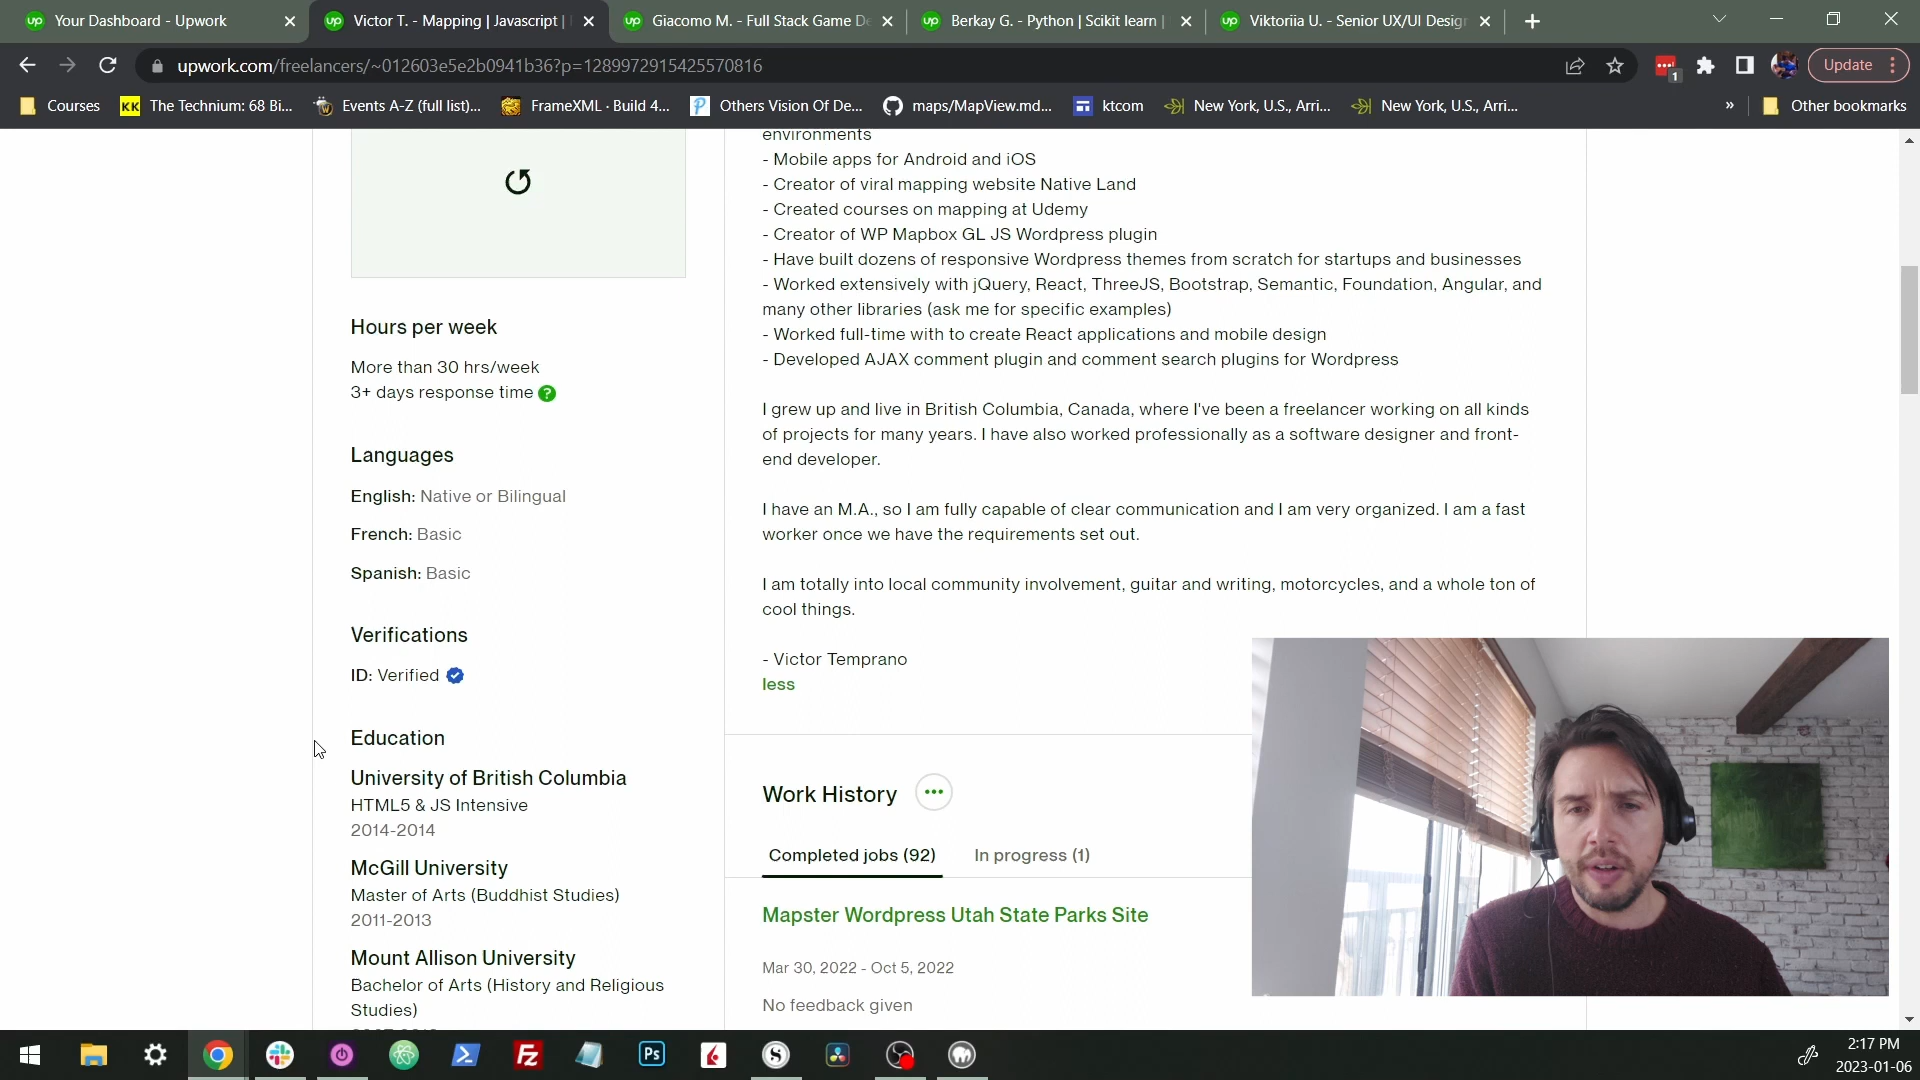 Your Dashboard - Upwork
Victor T. - Mapping | Javascript |
Giacomo M. - Full Stack Game De
Berkay G. - Python | Scikit learn |
Viktoriia U. - Senior UX/UI Design
upwork.com/freelancers/~012603e5e2b0941b36?p=1289972915425570816
1
Update
Courses
KK
The Technium: 68 Bi...
Events A-Z (full list)...
FrameXML · Build 4...
Others Vision Of De...
maps/MapView.md...
ktcom
New York, U.S., Arri...
New York, U.S., Arri...
»
Other bookmarks
Hours per week
More than 30 hrs/week
3+ days response time
Languages
English: Native or Bilingual
French: Basic
Spanish: Basic
Verifications
ID: Verified
Education
University of British Columbia
HTML5 & JS Intensive
2014-2014
McGill University
Master of Arts (Buddhist Studies)
2011-2013
Mount Allison University
Bachelor of Arts (History and Religious
Studies)
environments
- Mobile apps for Android and iOS
- Creator of viral mapping website Native Land
- Created courses on mapping at Udemy
- Creator of WP Mapbox GL JS Wordpress plugin
- Have built dozens of responsive Wordpress themes from scratch for startups and businesses
- Worked extensively with jQuery, React, ThreeJS, Bootstrap, Semantic, Foundation, Angular, and
many other libraries (ask me for specific examples)
- Worked full-time with to create React applications and mobile design
- Developed AJAX comment plugin and comment search plugins for Wordpress
I grew up and live in British Columbia, Canada, where I've been a freelancer working on all kinds
of projects for many years. I have also worked professionally as a software designer and front-
end developer.
I have an M.A., so I am fully capable of clear communication and I am very organized. I am a fast
worker once we have the requirements set out.
I am totally into local community involvement, guitar and writing, motorcycles, and a whole ton of
cool things.
- Victor Temprano
less
Work History
Completed jobs (92)
In progress (1)
Mapster Wordpress Utah State Parks Site
Mar 30, 2022 - Oct 5, 2022
No feedback given
Fz
Ps
2:17 PM
2023-01-06